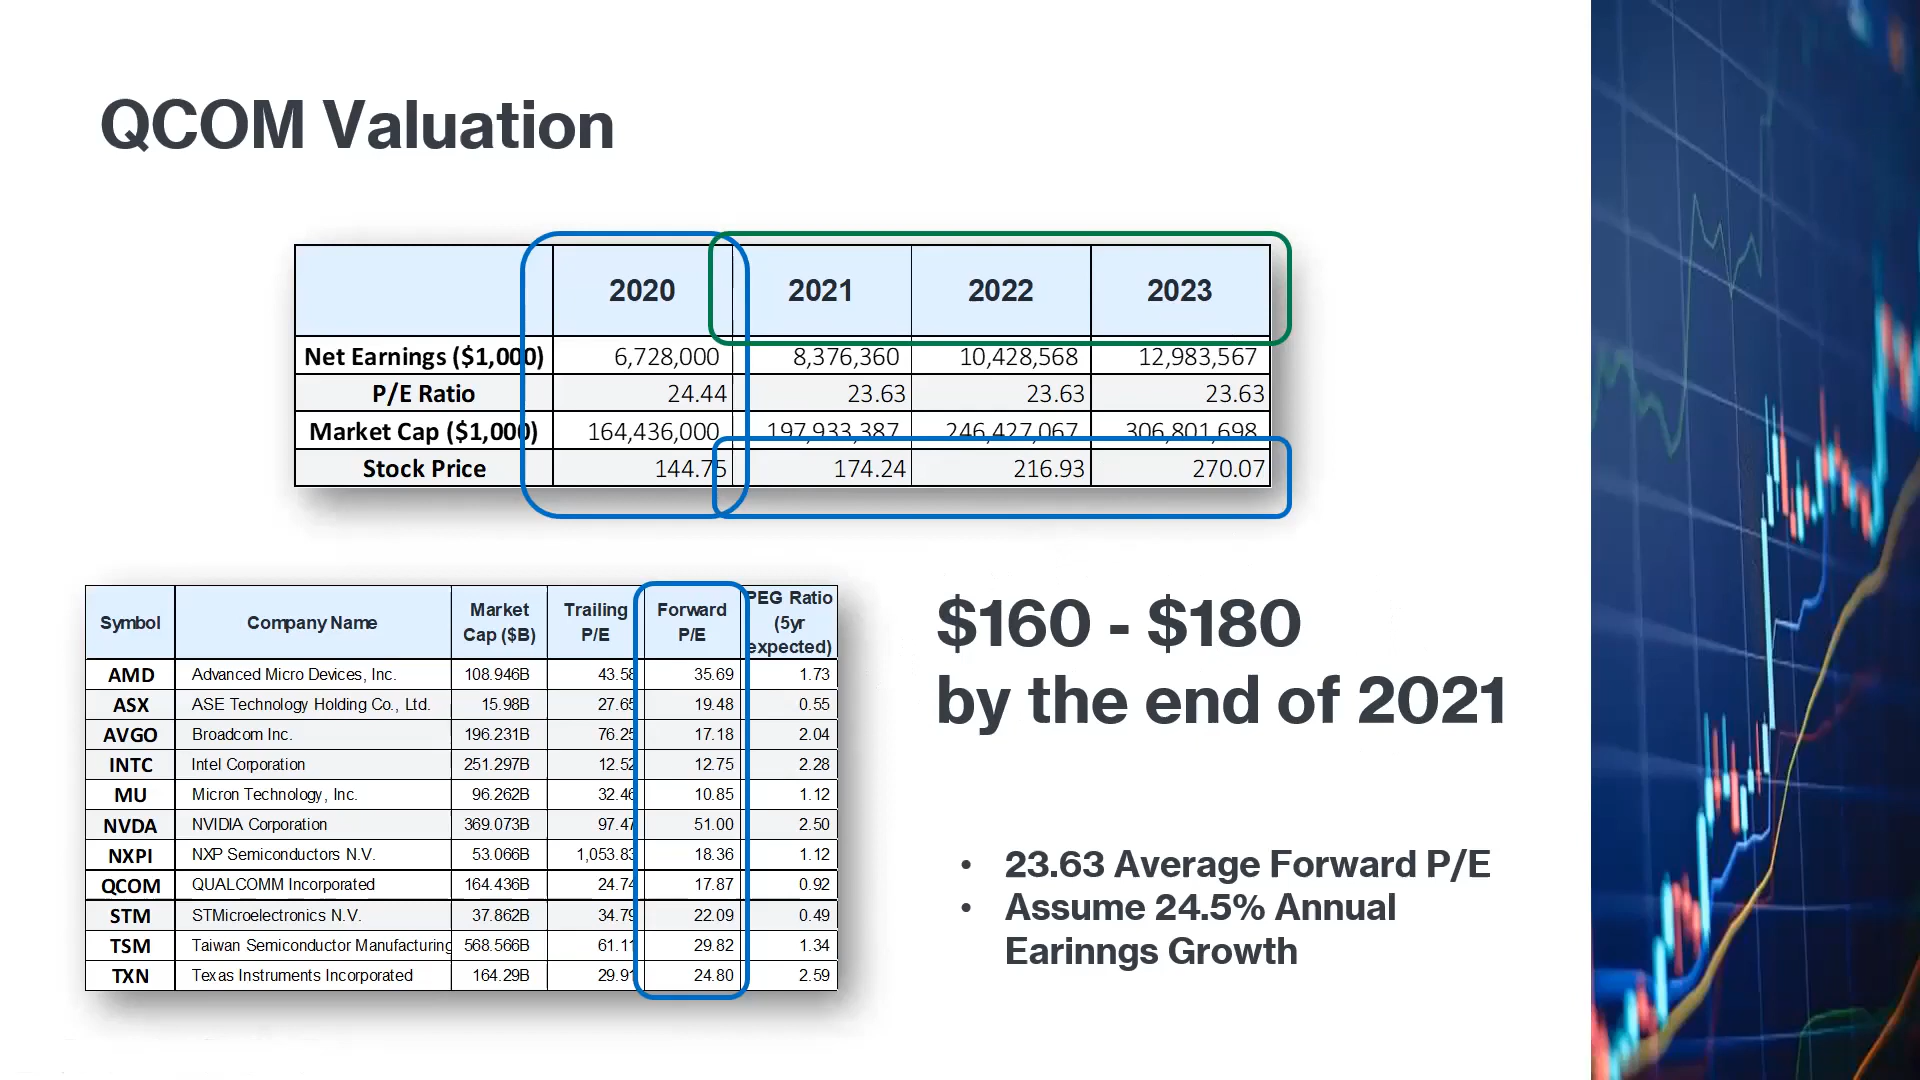 QCOM Valuation
2020 2021 2022 2023
Net Earnings ($1,000) 6,728,000 8,376,360 10,428,568 12,983,567
P/E Ratio 24.44 23.63 23.63 23.63
Market Cap ($1,000) 164,436,000 197,933,387 246,427,067 306,801,698
Stock Price 144.75 174.24 216.93 270.07
Symbol Company Name Market Cap ($B) Trailing P/E Forward P/E PEG Ratio (5yr expected)
AMD Advanced Micro Devices, Inc. 108.946B 43.58 35.69 1.73
ASX ASE Technology Holding Co., Ltd. 15.98B 27.65 19.48 0.55
AVGO Broadcom Inc. 196.231B 76.25 17.18 2.04
INTC Intel Corporation 251.297B 12.52 12.75 2.28
MU Micron Technology, Inc. 96.262B 32.46 10.85 1.12
NVDA NVIDIA Corporation 369.073B 97.47 51.00 2.50
NXPI NXP Semiconductors N.V. 53.066B 1,053.83 18.36 1.12
QCOM QUALCOMM Incorporated 164.436B 24.74 17.87 0.92
STM STMicroelectronics N.V. 37.862B 34.79 22.09 0.49
TSM Taiwan Semiconductor Manufacturing 568.566B 61.11 29.82 1.34
TXN Texas Instruments Incorporated 164.29B 29.91 24.80 2.59
$160 - $180
by the end of 2021
• 23.63 Average Forward P/E
• Assume 24.5% Annual
Earinngs Growth